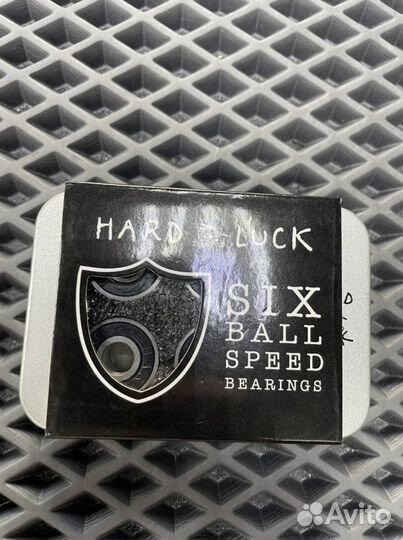 HARD LUCK
SIX
BALL
SPEED
BEARINGS
Avito